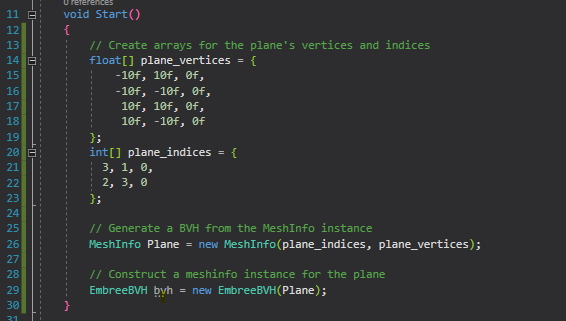 0 references
11 void Start()
12 {
13 // Create arrays for the plane's vertices and indices
14 float[] plane_vertices = {
15 -10f, 10f, 0f,
16 -10f, -10f, 0f,
17 10f, 10f, 0f,
18 10f, -10f, 0f
19 };
20 int[] plane_indices = {
21 3, 1, 0,
22 2, 3, 0
23 };
24
25 // Generate a BVH from the MeshInfo instance
26 MeshInfo Plane = new MeshInfo(plane_indices, plane_vertices);
27
28 // Construct a meshinfo instance for the plane
29 EmbreeBVH bvh = new EmbreeBVH(Plane);
30 }
31